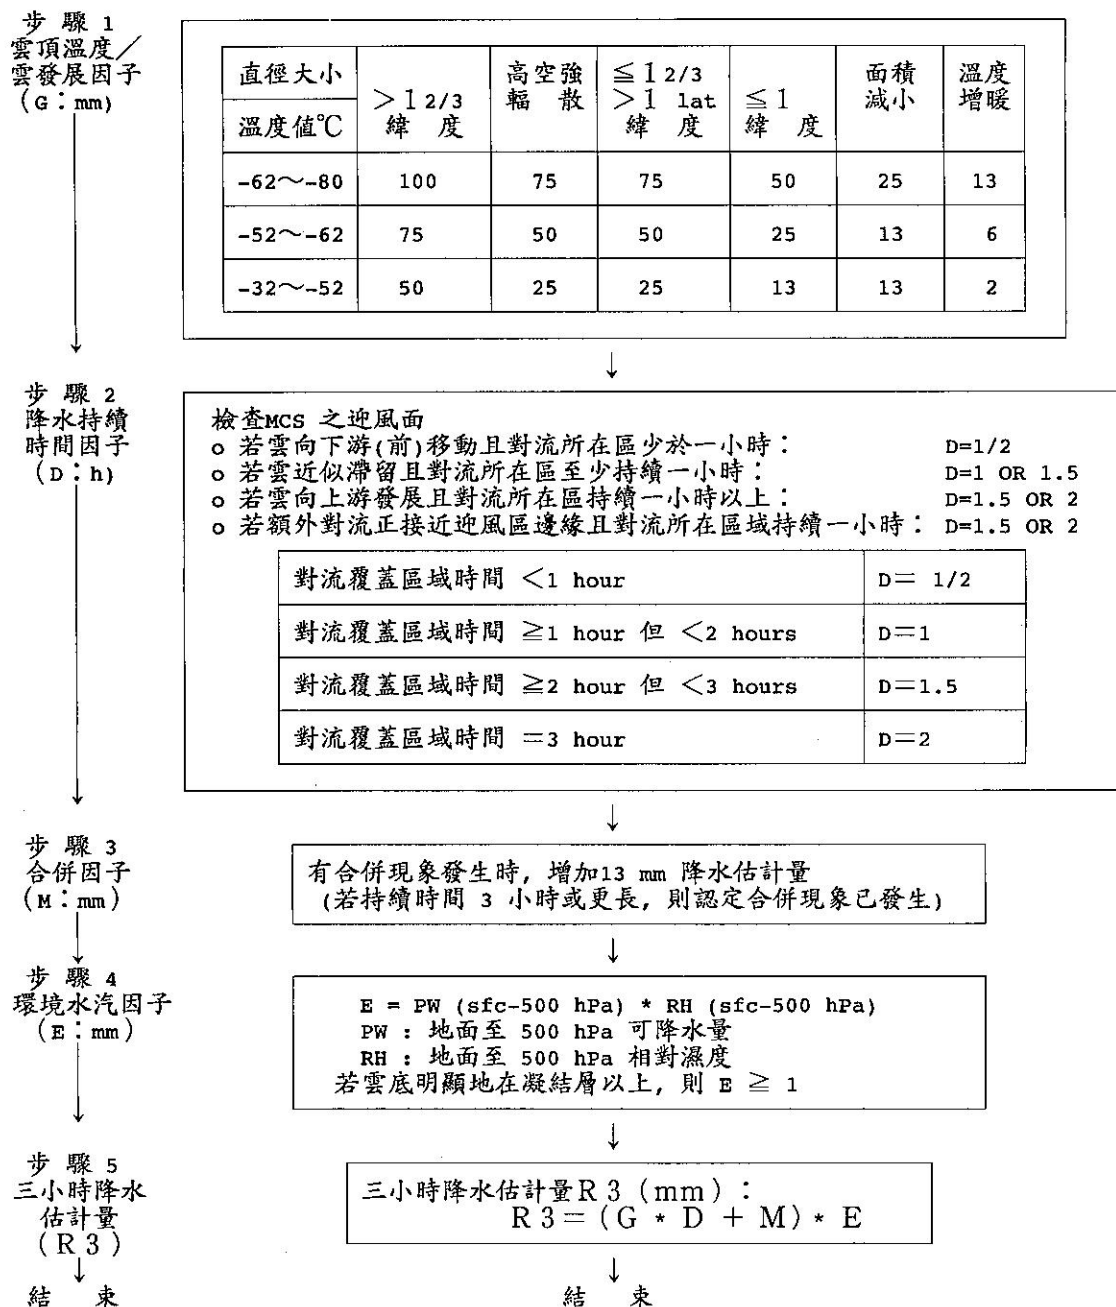 步 驟 1
雲頂溫度／
雲發展因子
(G：mm)
直徑大小
溫度值℃
＞1 2/3
緯 度
高空強
輻 散
≦1 2/3
＞1 lat
緯 度
≦1
緯 度
面積
減小
溫度
增暖
-62～-80 100 75 75 50 25 13
-52～-62 75 50 50 25 13 6
-32～-52 50 25 25 13 13 2
步 驟 2
降水持續
時間因子
(D：h)
檢查MCS 之迎風面
o 若雲向下游(前)移動且對流所在區少於一小時： D=1/2
o 若雲近似滯留且對流所在區至少持續一小時： D=1 OR 1.5
o 若雲向上游發展且對流所在區持續一小時以上： D=1.5 OR 2
o 若額外對流正接近迎風區邊緣且對流所在區域持續一小時： D=1.5 OR 2
對流覆蓋區域時間 ＜1 hour D＝ 1/2
對流覆蓋區域時間 ≧1 hour 但 ＜2 hours D＝1
對流覆蓋區域時間 ≧2 hour 但 ＜3 hours D＝1.5
對流覆蓋區域時間 ＝3 hour D＝2
步 驟 3
合併因子
(M：mm)
有合併現象發生時, 增加13 mm 降水估計量
(若持續時間 3 小時或更長, 則認定合併現象已發生)
步 驟 4
環境水汽因子
(E：mm)
E = PW (sfc-500 hPa) * RH (sfc-500 hPa)
PW : 地面至 500 hPa 可降水量
RH : 地面至 500 hPa 相對濕度
若雲底明顯地在凝結層以上, 則 E ≧ 1
步 驟 5
三小時降水
估計量
(R3)
三小時降水估計量R3 (mm)：
R3＝(G * D + M) * E
結 束
結 束